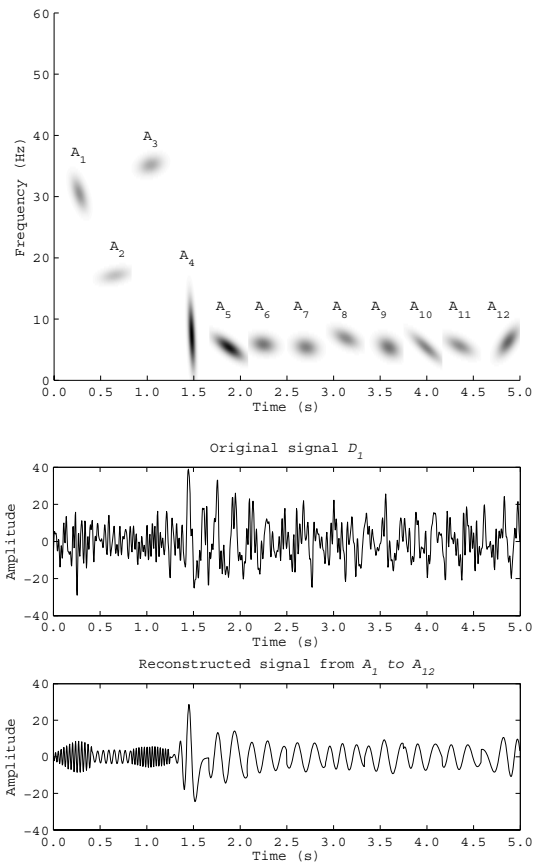 60
50
40
30
20
10
0
Frequency (Hz)
A1
A2
A3
A4
A5
A6
A7
A8
A9
A10
A11
A12
0.0 0.5 1.0 1.5 2.0 2.5 3.0 3.5 4.0 4.5 5.0
Time (s)
Original signal D1
40
20
0
−20
−40
Amplitude
0.0 0.5 1.0 1.5 2.0 2.5 3.0 3.5 4.0 4.5 5.0
Time (s)
Reconstructed signal from A1 to A12
40
20
0
−20
−40
Amplitude
0.0 0.5 1.0 1.5 2.0 2.5 3.0 3.5 4.0 4.5 5.0
Time (s)